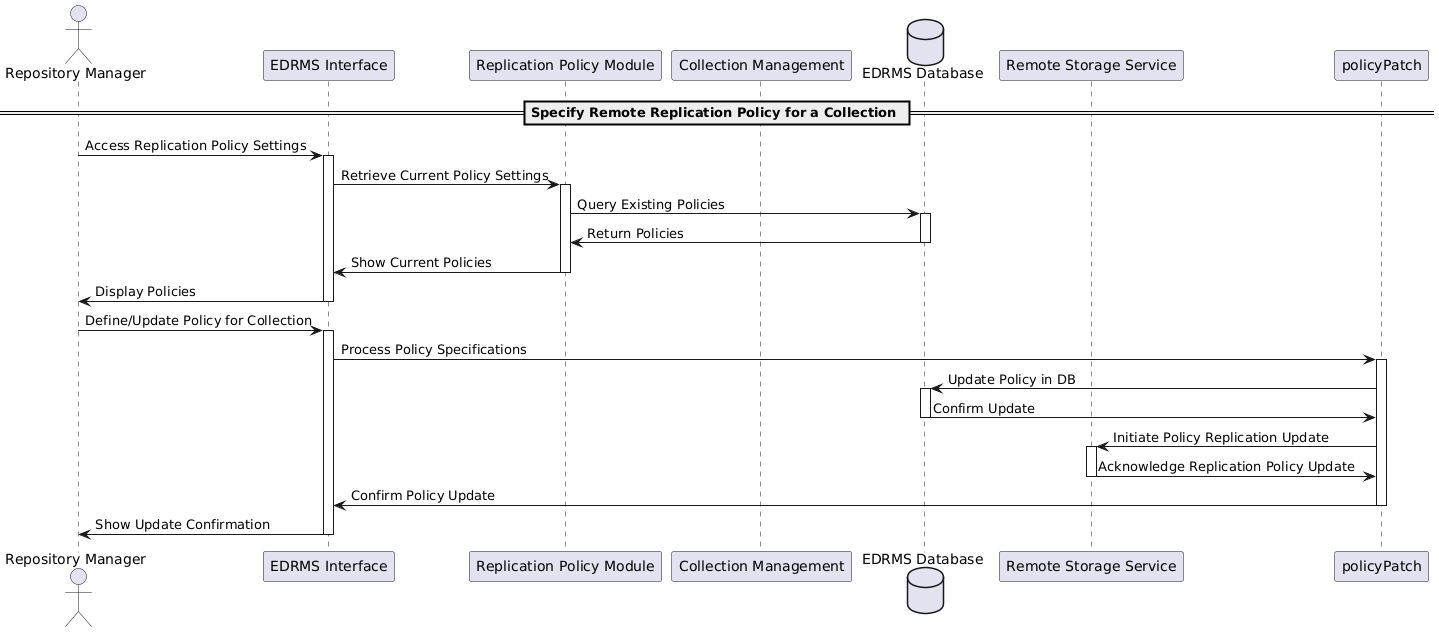 Repository Manager
EDRMS Interface
Replication Policy Module
Collection Management
EDRMS Database
Remote Storage Service
policyPatch
Specify Remote Replication Policy for a Collection
Access Replication Policy Settings
Retrieve Current Policy Settings
Query Existing Policies
Return Policies
Show Current Policies
Display Policies
Define/Update Policy for Collection
Process Policy Specifications
Update Policy in DB
Confirm Update
Initiate Policy Replication Update
Acknowledge Replication Policy Update
Confirm Policy Update
Show Update Confirmation
Repository Manager
EDRMS Interface
Replication Policy Module
Collection Management
EDRMS Database
Remote Storage Service
policyPatch